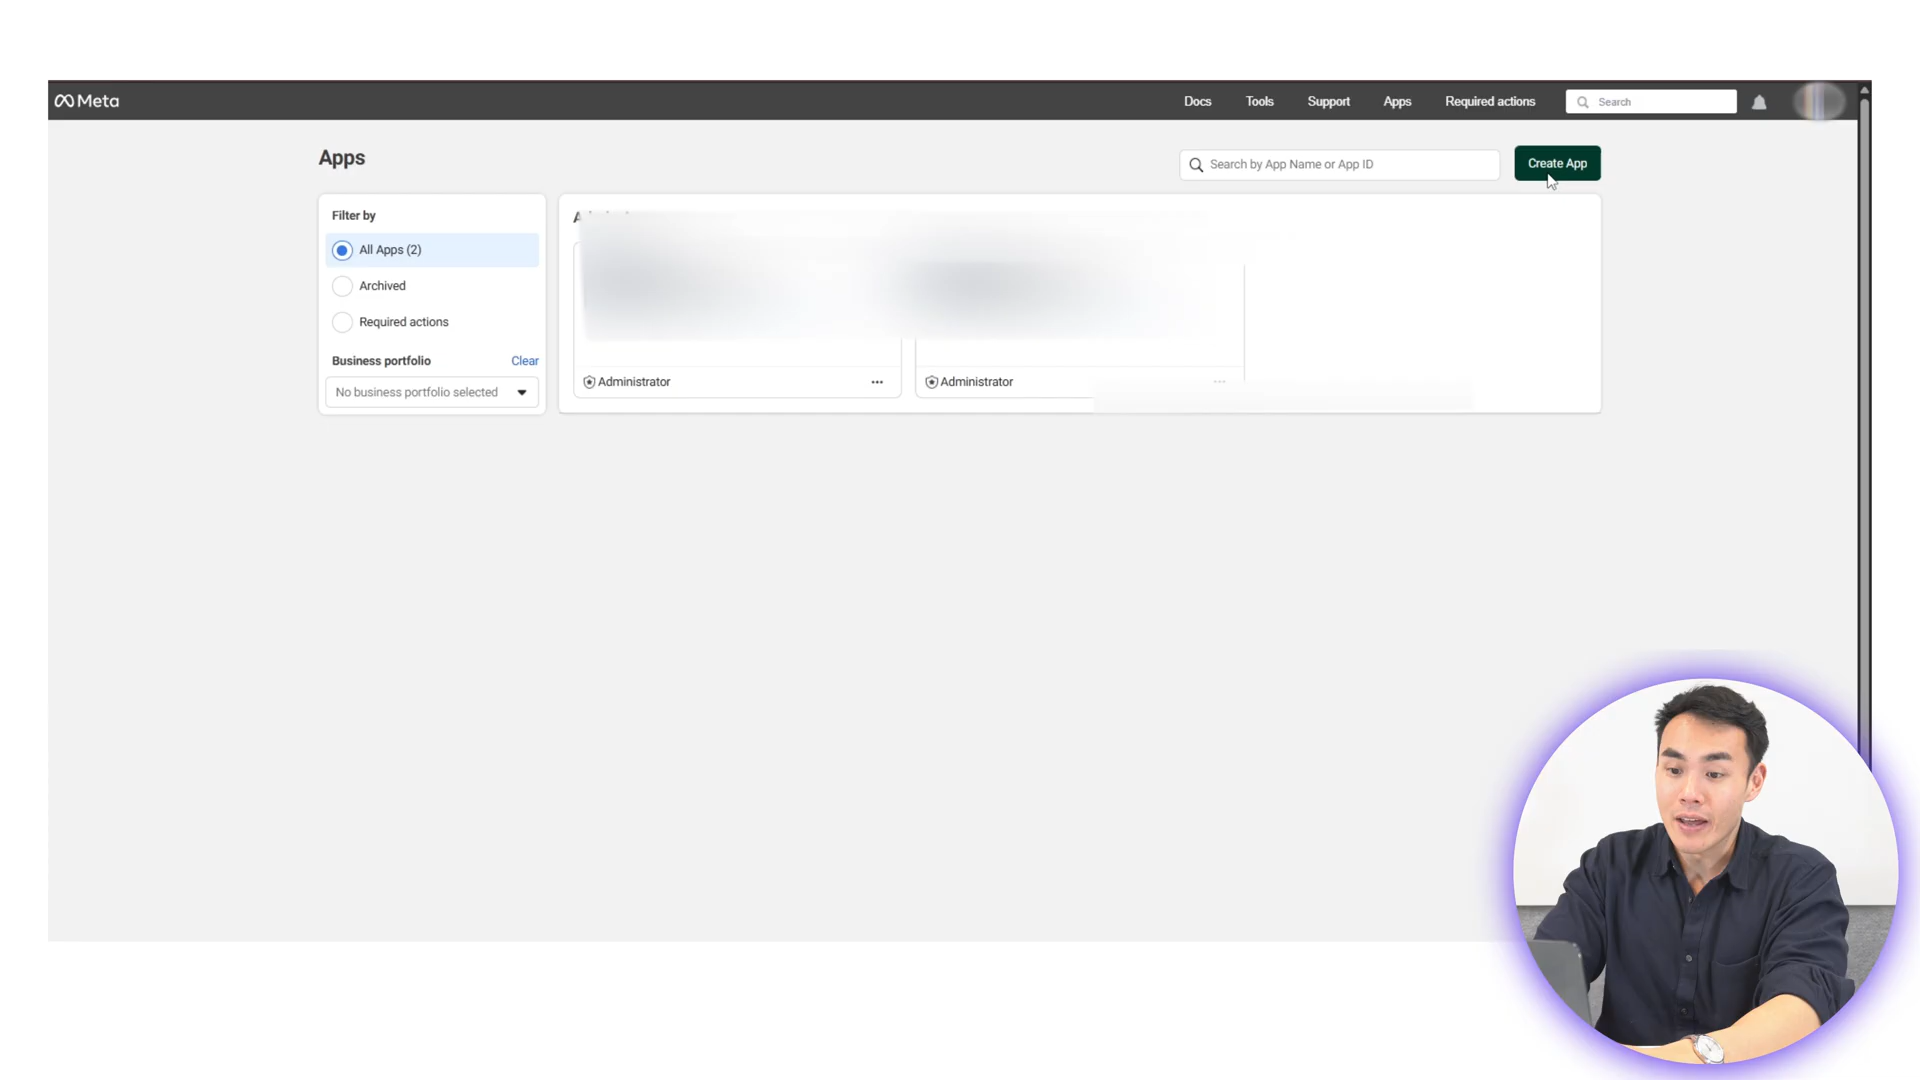 Meta
Docs Tools Support Apps Required actions Search
Apps
Search by App Name or App ID
Create App
Filter by
All Apps (2)
Archived
Required actions
Business portfolio Clear
No business portfolio selected
Administrator ...
Administrator ...